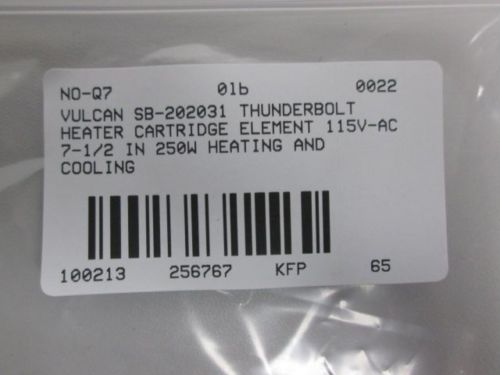 NO-Q7 0lb 0022
VULCAN SB-202031 THUNDERBOLT
HEATER CARTRIDGE ELEMENT 115V-AC
7-1/2 IN 250W HEATING AND
COOLING
100213 256767 KFP 65